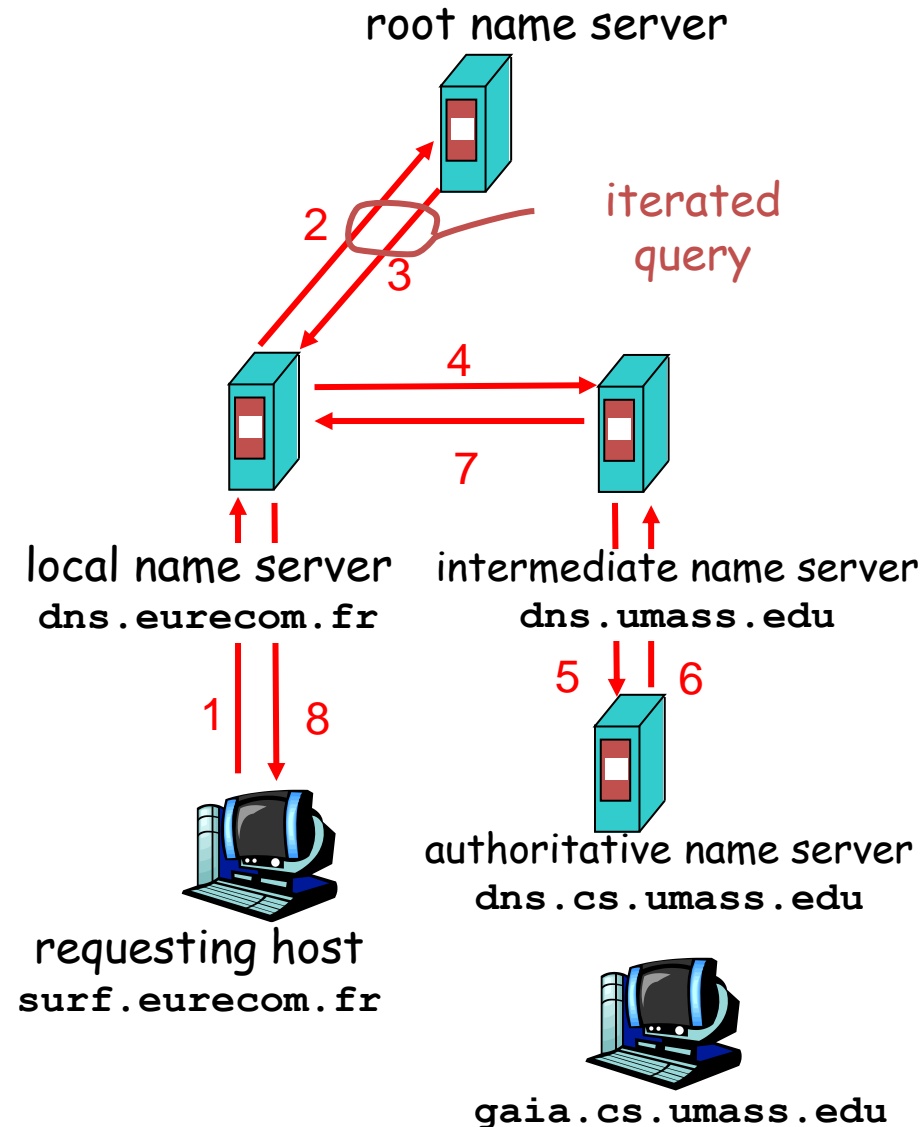 root name server
iterated
query
2
3
4
7
local name server
dns.eurecom.fr
intermediate name server
dns.umass.edu
1
8
5
6
authoritative name server
dns.cs.umass.edu
requesting host
surf.eurecom.fr
gaia.cs.umass.edu